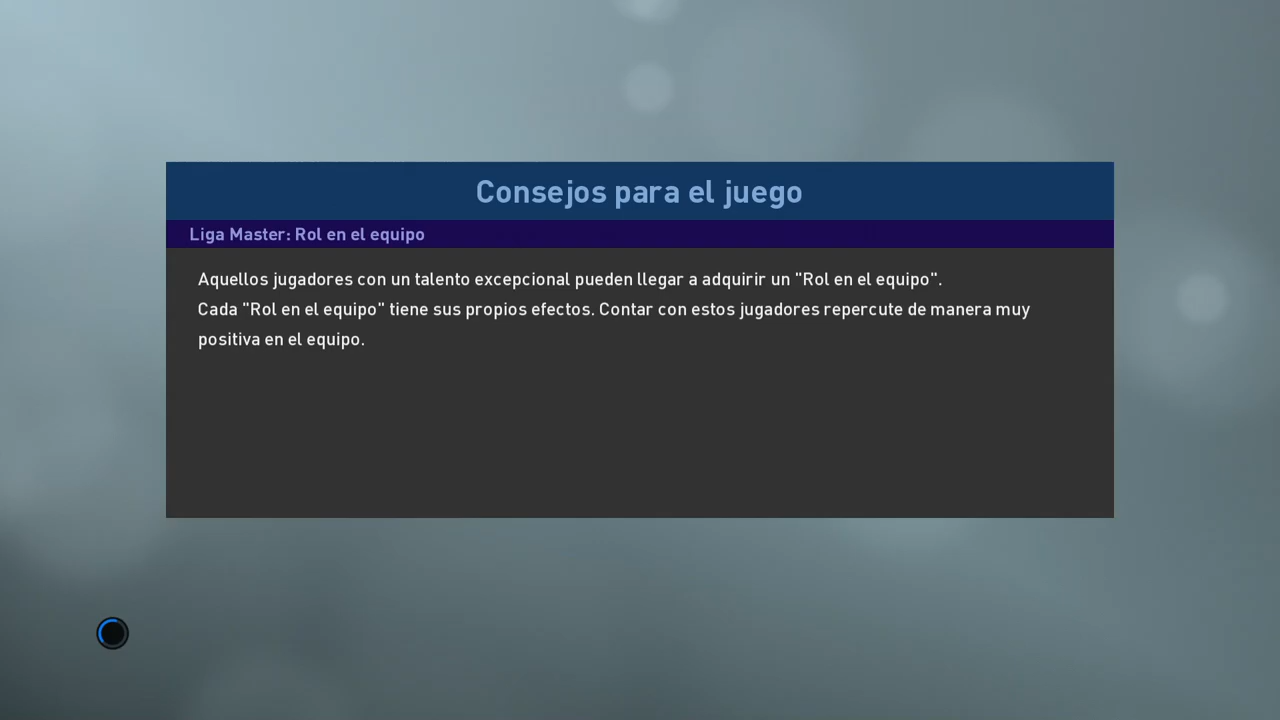 Consejos para el juego
Liga Master: Rol en el equipo
Aquellos jugadores con un talento excepcional pueden llegar a adquirir un "Rol en el equipo".
Cada "Rol en el equipo" tiene sus propios efectos. Contar con estos jugadores repercute de manera muy
positiva en el equipo.